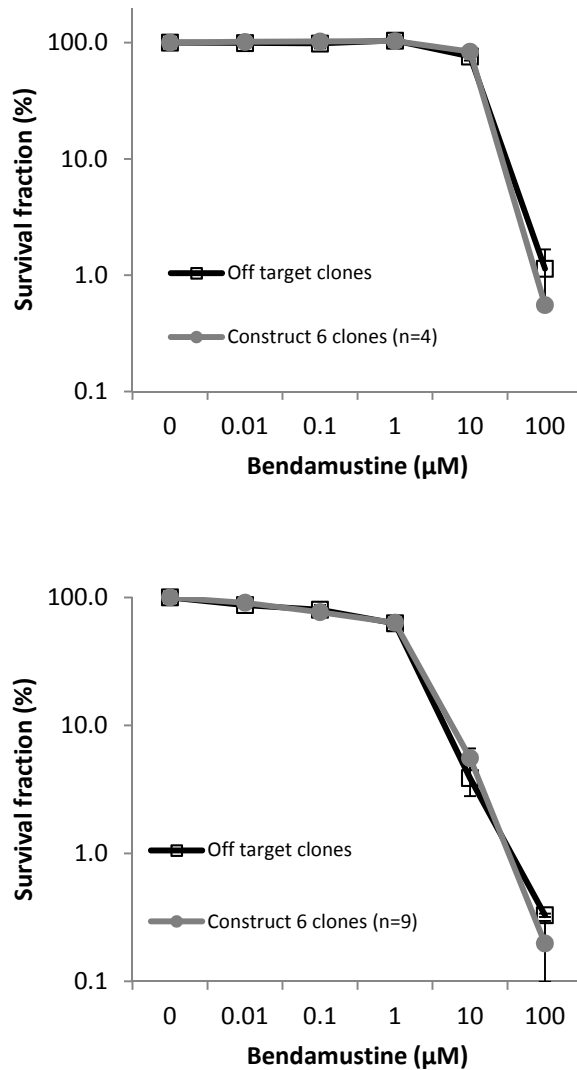 100.0
10.0
1.0
0.1
Survival fraction (%)
Off target clones
Construct 6 clones (n=4)
0 0.01 0.1 1 10 100
Bendamustine (µM)
100.0
10.0
1.0
0.1
Survival fraction (%)
Off target clones
Construct 6 clones (n=9)
0 0.01 0.1 1 10 100
Bendamustine (µM)